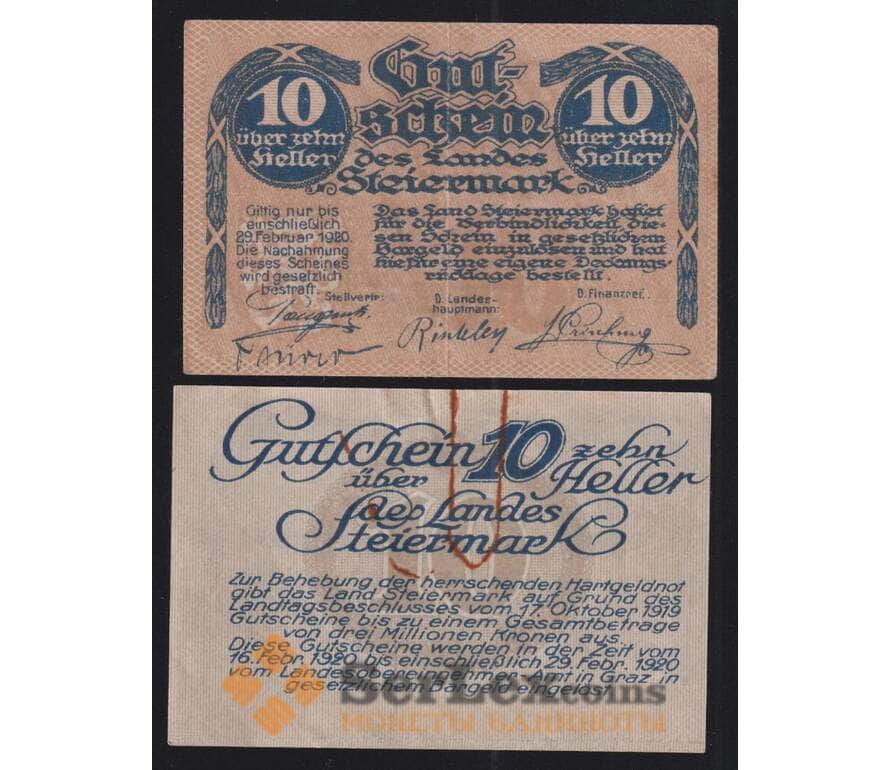 Gut-
schein
des Landes
Steiermark
10
über zehn
Heller
10
über zehn
Heller
Giltig nur bis
einschließlich
29.Februar 1920.
Die Nachahmung
dieses Scheines
wird gesetzlich
bestraft.
Das Land Steiermark haftet
für die Verbindlichkeit die-
sen Schein in gesetzlichem
Bargeld einzulösen und hat
hiefür eine eigene Deckungs-
rücklage bestellt.
Stellvertr:
D. Landes-
hauptmann:
D. Finanzref.:
Rintelen
Gutschein 10 zehn
über Heller
des Landes
Steiermark
Zur Behebung der herrschenden Hartgeldnot
gibt das Land Steiermark auf Grund des
Landtagsbeschlusses vom 17. Oktober 1919
Gutscheine bis zu einem Gesamtbetrage
von drei Millionen Kronen aus.
Diese Gutscheine werden in der Zeit vom
16. Febr. 1920 bis einschließlich 29. Febr. 1920
vom Landesobereinnehmer-Amt in Graz in
gesetzlichem Bargeld eingelöst.
SerLexcoins
МОНЕТЫ БАНКНОТЫ